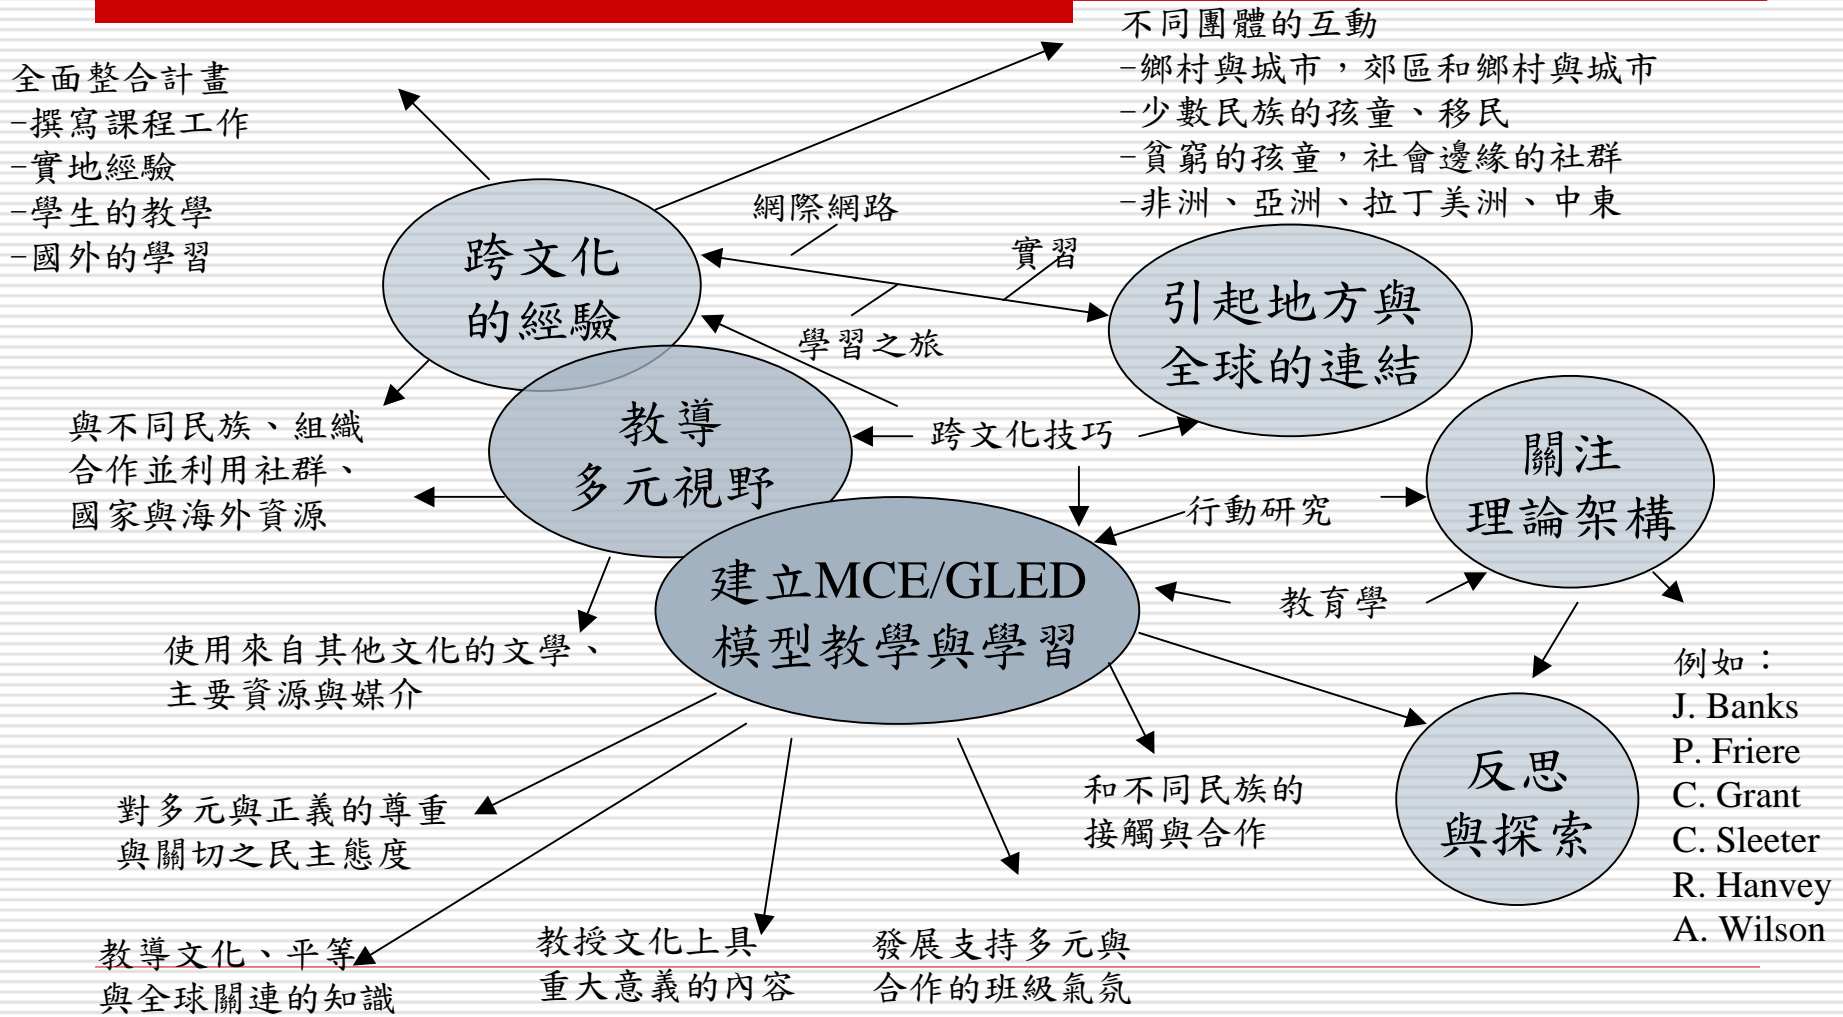 不同團體的互動
-鄉村與城市，郊區和鄉村與城市
-少數民族的孩童、移民
-貧窮的孩童，社會邊緣的社群
-非洲、亞洲、拉丁美洲、中東
全面整合計畫
-撰寫課程工作
-實地經驗
-學生的教學
-國外的學習
網際網路
實習
學習之旅
跨文化
的經驗
引起地方與
全球的連結
與不同民族、組織
合作並利用社群、
國家與海外資源
教導
多元視野
跨文化技巧
關注
理論架構
行動研究
建立MCE/GLED
模型教學與學習
教育學
使用來自其他文化的文學、
主要資源與媒介
例如：
J. Banks
P. Friere
C. Grant
C. Sleeter
R. Hanvey
A. Wilson
反思
與探索
和不同民族的
接觸與合作
對多元與正義的尊重
與關切之民主態度
教導文化、平等
與全球關連的知識
教授文化上具
重大意義的內容
發展支持多元與
合作的班級氣氛